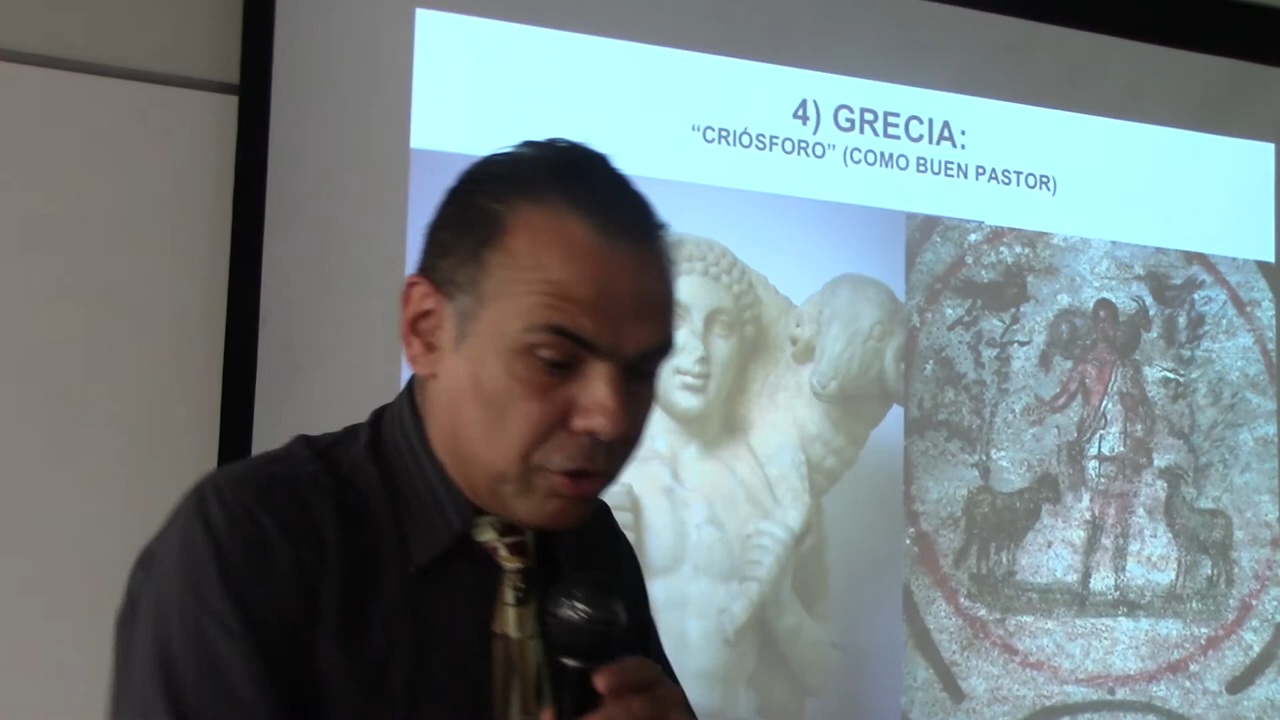 4) GRECIA:
“CRIÓSFORO” (COMO BUEN PASTOR)